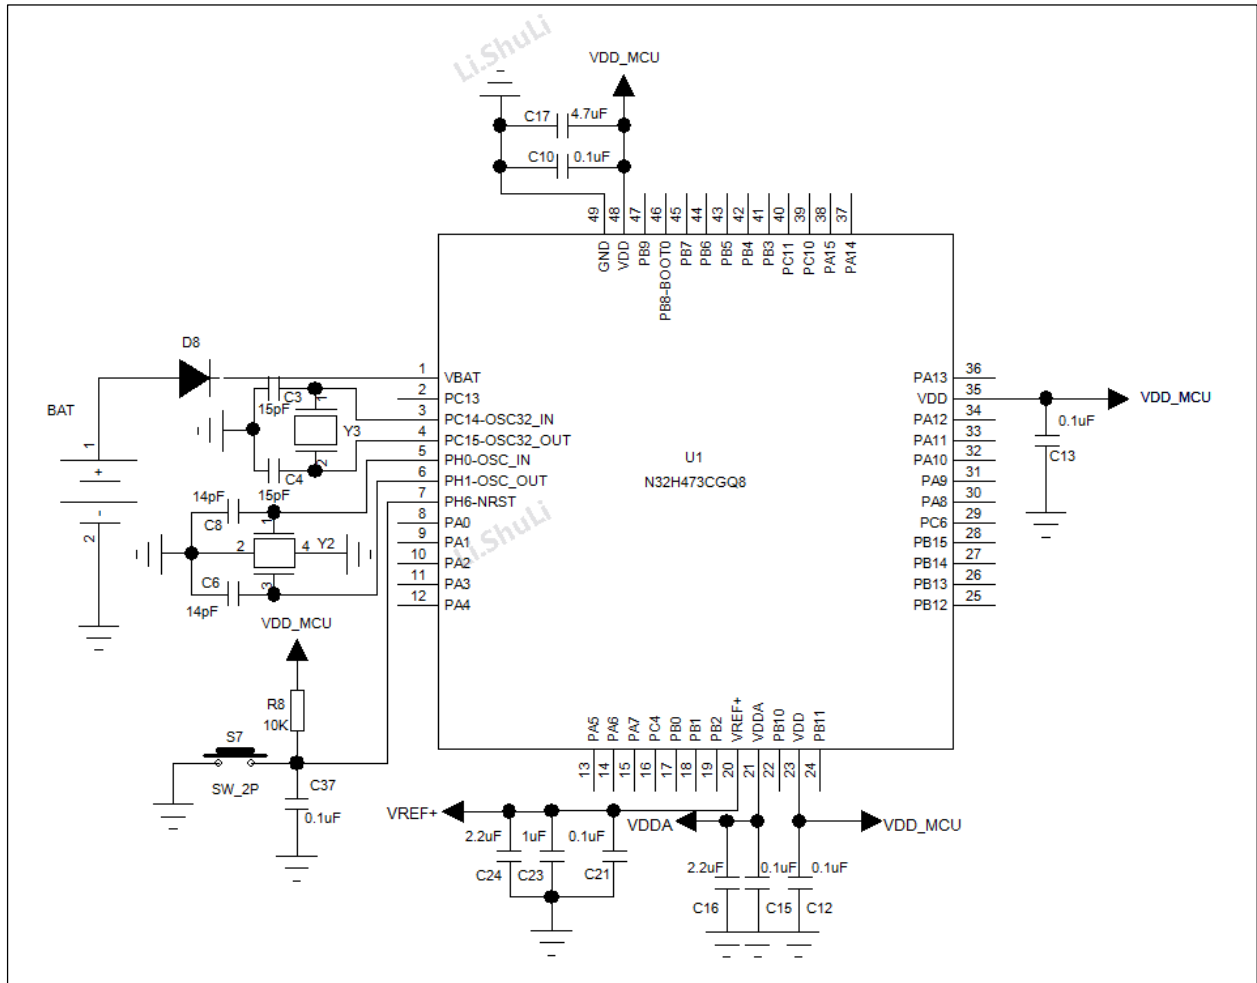 Li.ShuLi
VDD_MCU
C17
4.7uF
C10
0.1uF
49
48
47
46
45
44
43
42
41
40
39
38
37
GND
VDD
PB9
PB8-BOOT0
PB7
PB6
PB5
PB4
PB3
PC11
PC10
PA15
PA14
D8
BAT
1
+
-
2
C3
15pF
1
Y3
2
C4
15pF
14pF
C8
1
2
4
Y2
3
C6
14pF
1 VBAT
2 PC13
3 PC14-OSC32_IN
4 PC15-OSC32_OUT
5 PH0-OSC_IN
6 PH1-OSC_OUT
7 PH6-NRST
8 PA0
9 PA1
10 PA2
11 PA3
12 PA4
U1
N32H473CGQ8
Li.ShuLi
PA13 36
VDD 35
PA12 34
PA11 33
PA10 32
PA9 31
PA8 30
PC6 29
PB15 28
PB14 27
PB13 26
PB12 25
VDD_MCU
0.1uF
C13
VDD_MCU
R8
10K
S7
SW_2P
C37
0.1uF
PA5
PA6
PA7
PC4
PB0
PB1
PB2
VREF+
VDDA
PB10
VDD
PB11
13
14
15
16
17
18
19
20
21
22
23
24
VREF+
2.2uF
1uF
0.1uF
C24
C23
C21
VDDA
VDD_MCU
2.2uF
0.1uF
0.1uF
C16
C15
C12